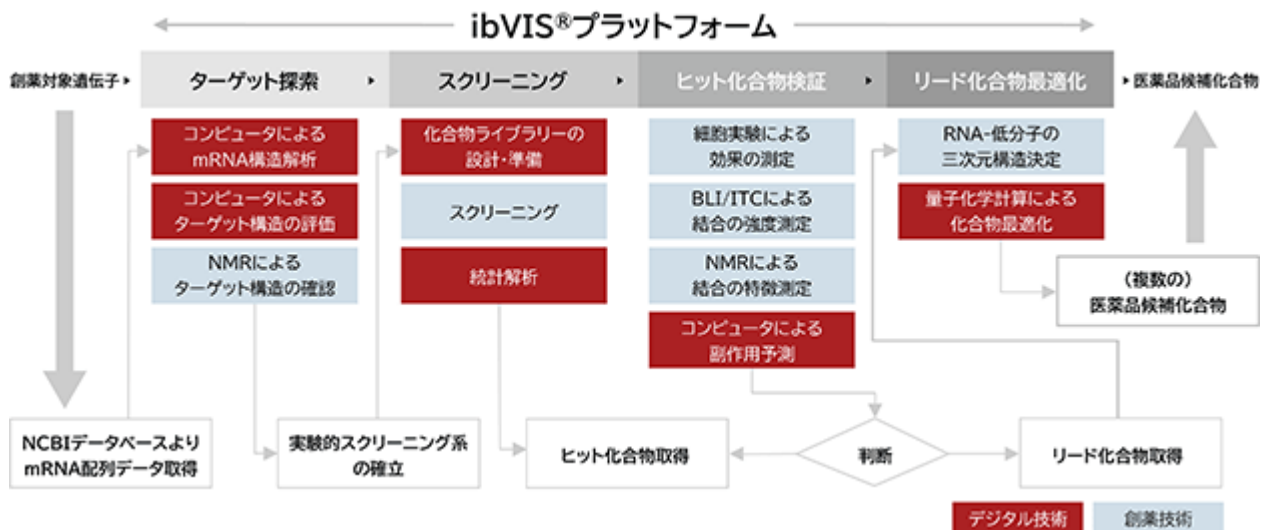 ibVIS®プラットフォーム
創薬対象遺伝子
ターゲット探索
スクリーニング
ヒット化合物検証
リード化合物最適化
医薬品候補化合物
コンピュータによる
mRNA構造解析
コンピュータによる
ターゲット構造の評価
NMRによる
ターゲット構造の確認
化合物ライブラリーの
設計・準備
スクリーニング
統計解析
細胞実験による
効果の測定
BLI/ITCによる
結合の強度測定
NMRによる
結合の特徴測定
コンピュータによる
副作用予測
RNA-低分子の
三次元構造決定
量子化学計算による
化合物最適化
(複数の)
医薬品候補化合物
NCBIデータベースより
mRNA配列データ取得
実験的スクリーニング系
の確立
ヒット化合物取得
判断
リード化合物取得
デジタル技術
創薬技術